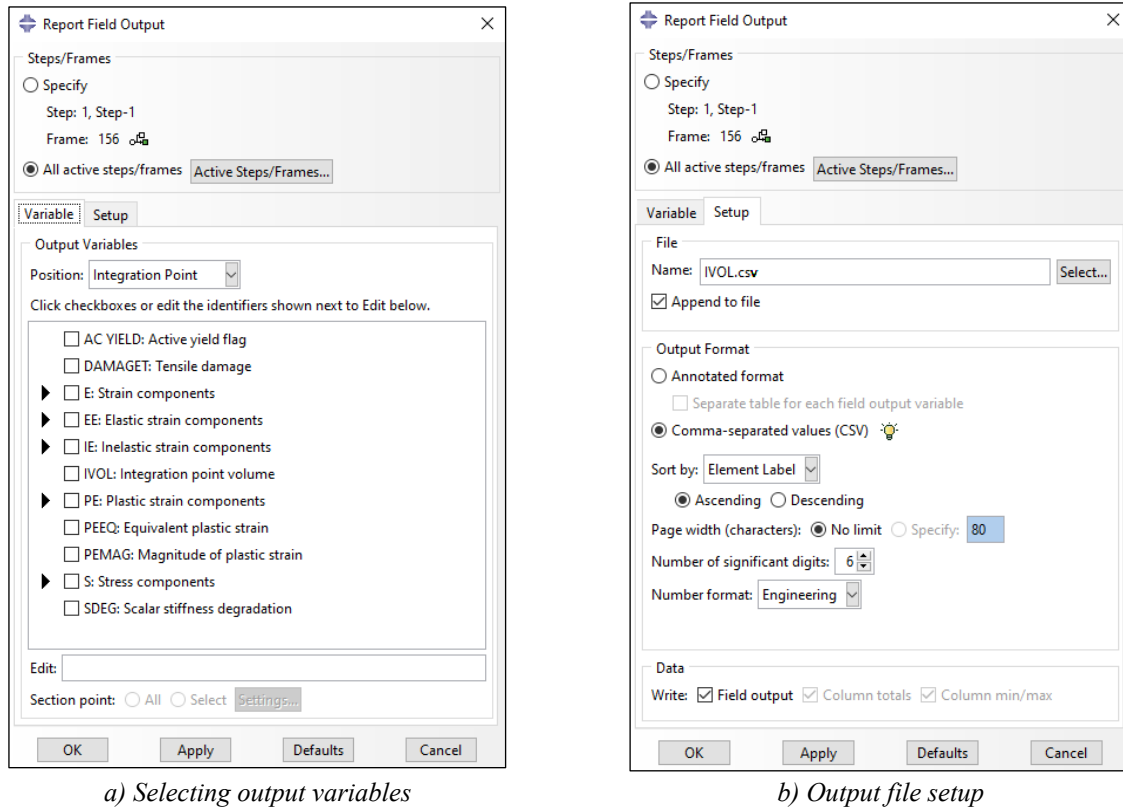 Report Field Output
Steps/Frames
Specify
Step: 1, Step-1
Frame: 156
All active steps/frames Active Steps/Frames...
Variable Setup
Output Variables
Position: Integration Point
Click checkboxes or edit the identifiers shown next to Edit below.
AC YIELD: Active yield flag
DAMAGET: Tensile damage
E: Strain components
EE: Elastic strain components
IE: Inelastic strain components
IVOL: Integration point volume
PE: Plastic strain components
PEEQ: Equivalent plastic strain
PEMAG: Magnitude of plastic strain
S: Stress components
SDEG: Scalar stiffness degradation
Edit:
Section point: All Select Settings...
OK Apply Defaults Cancel
a) Selecting output variables
Report Field Output
Steps/Frames
Specify
Step: 1, Step-1
Frame: 156
All active steps/frames Active Steps/Frames...
Variable Setup
File
Name: IVOL.csv Select...
Append to file
Output Format
Annotated format
Separate table for each field output variable
Comma-separated values (CSV)
Sort by: Element Label
Ascending Descending
Page width (characters): No limit Specify: 80
Number of significant digits: 6
Number format: Engineering
Data
Write: Field output Column totals Column min/max
OK Apply Defaults Cancel
b) Output file setup